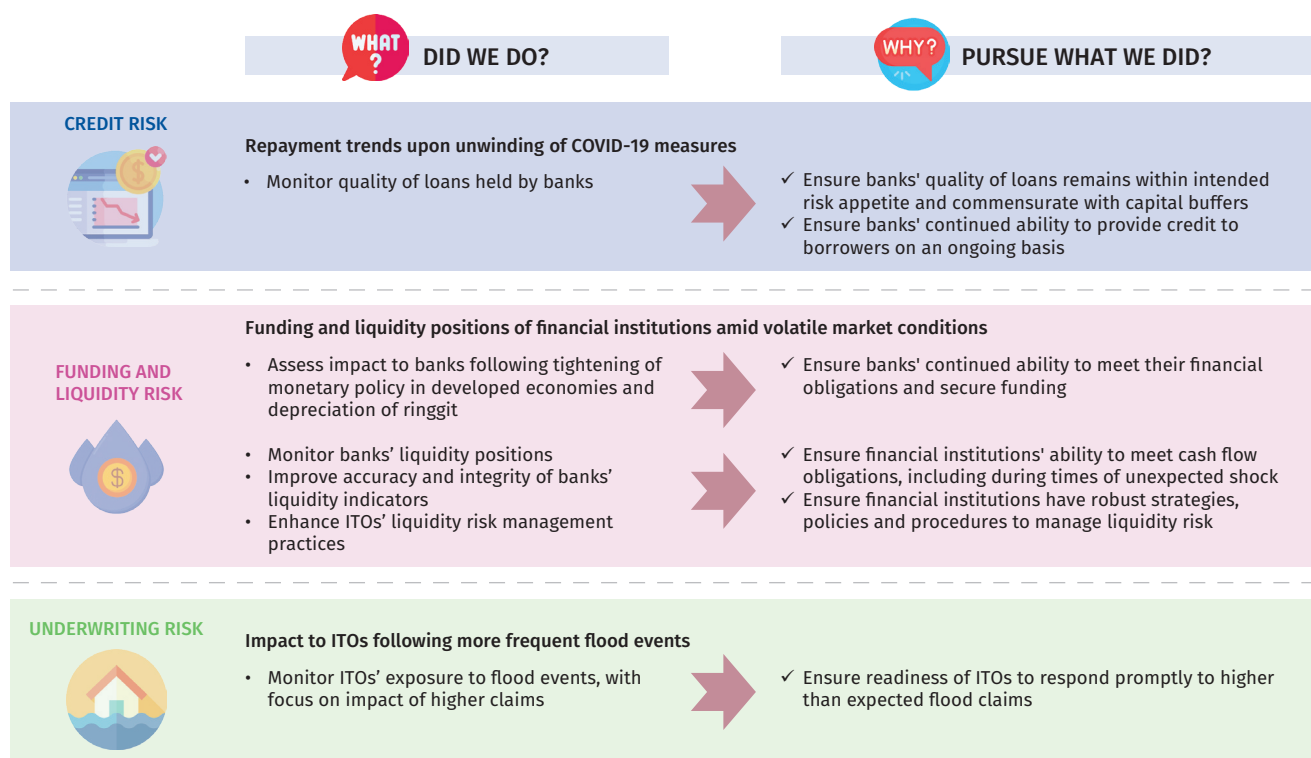 WHAT
?
DID WE DO?
WHY?
PURSUE WHAT WE DID?
CREDIT RISK
Repayment trends upon unwinding of COVID-19 measures
• Monitor quality of loans held by banks
✓ Ensure banks' quality of loans remains within intended
risk appetite and commensurate with capital buffers
✓ Ensure banks' continued ability to provide credit to
borrowers on an ongoing basis
$
FUNDING AND
LIQUIDITY RISK
Funding and liquidity positions of financial institutions amid volatile market conditions
• Assess impact to banks following tightening of
monetary policy in developed economies and
depreciation of ringgit
✓ Ensure banks' continued ability to meet their financial
obligations and secure funding
• Monitor banks’ liquidity positions
• Improve accuracy and integrity of banks’
liquidity indicators
• Enhance ITOs’ liquidity risk management
practices
✓ Ensure financial institutions' ability to meet cash flow
obligations, including during times of unexpected shock
✓ Ensure financial institutions have robust strategies,
policies and procedures to manage liquidity risk
$
UNDERWRITING RISK
Impact to ITOs following more frequent flood events
• Monitor ITOs’ exposure to flood events, with
focus on impact of higher claims
✓ Ensure readiness of ITOs to respond promptly to higher
than expected flood claims